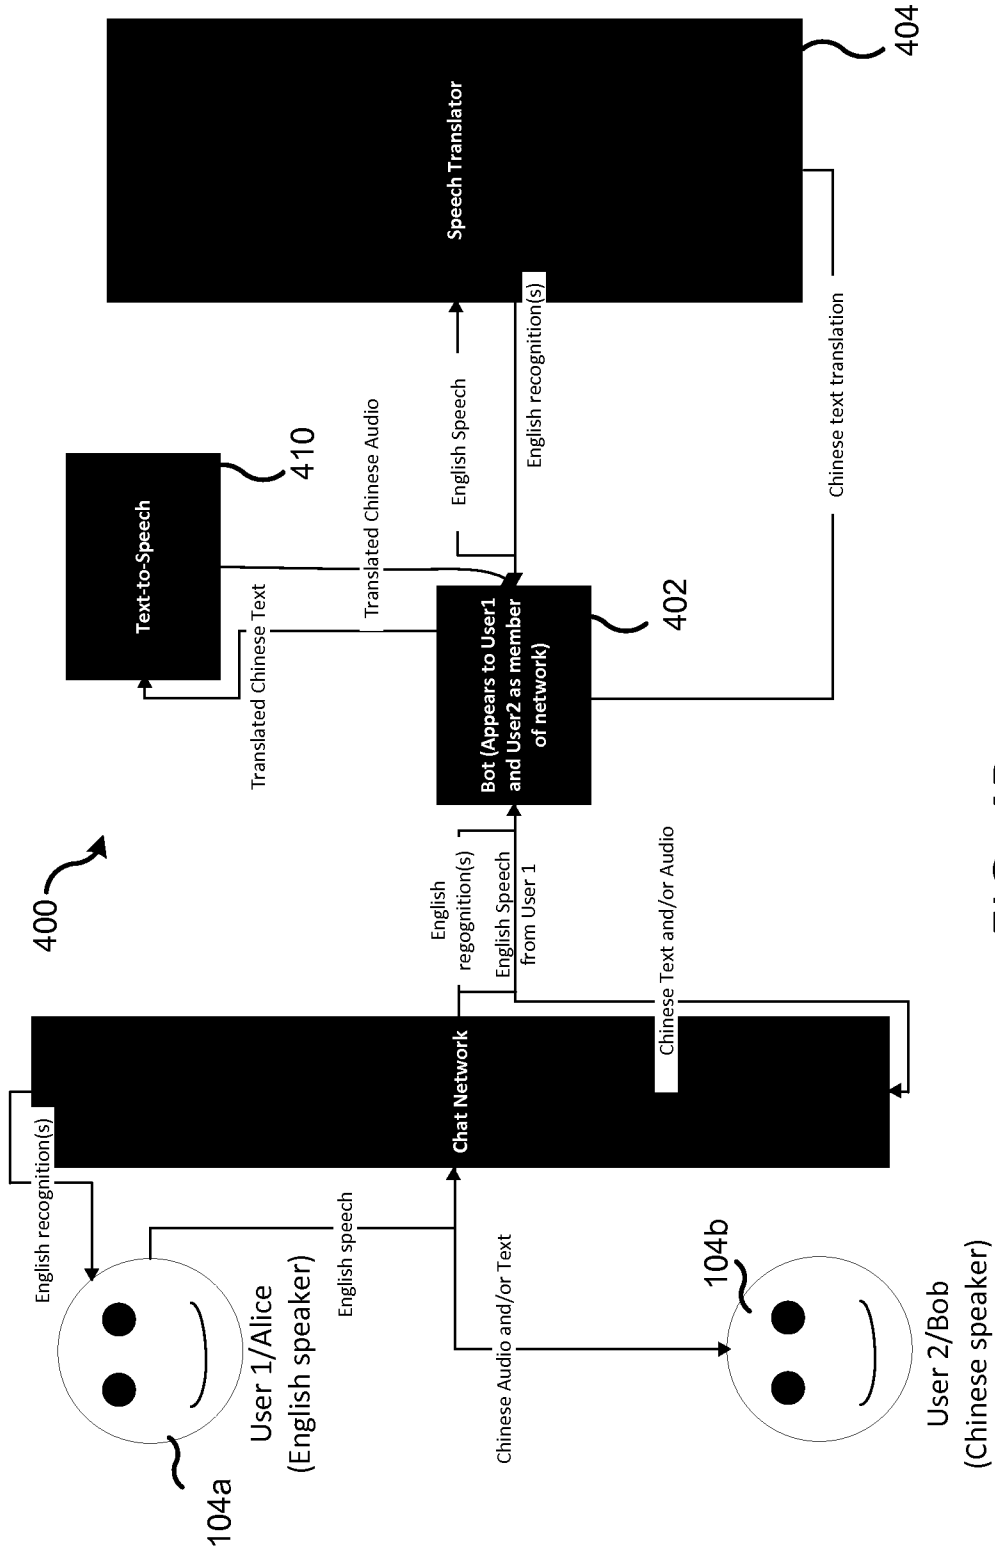 400
404
410
402
104a
104b
Speech Translator
Text-to-Speech
Bot (Appears to User1
and User2 as member
of network)
Chat Network
English recognition(s)
English speech
Chinese Audio and/or Text
English
regognition(s)
English Speech
from User 1
Chinese Text and/or Audio
Translated Chinese Text
Translated Chinese Audio
English Speech
English recognition(s)
Chinese text translation
User 1/Alice
(English speaker)
User 2/Bob
(Chinese speaker)